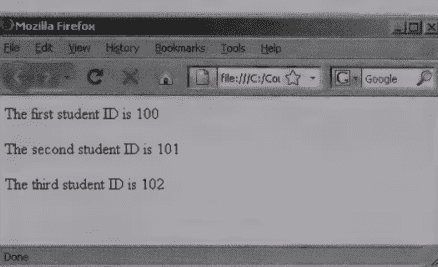 Mozilla Firefox
File Edit View History Bookmarks Tools Help
file:///C:/Cou G Google
The first student ID is 100
The second student ID is 101
The third student ID is 102
Done